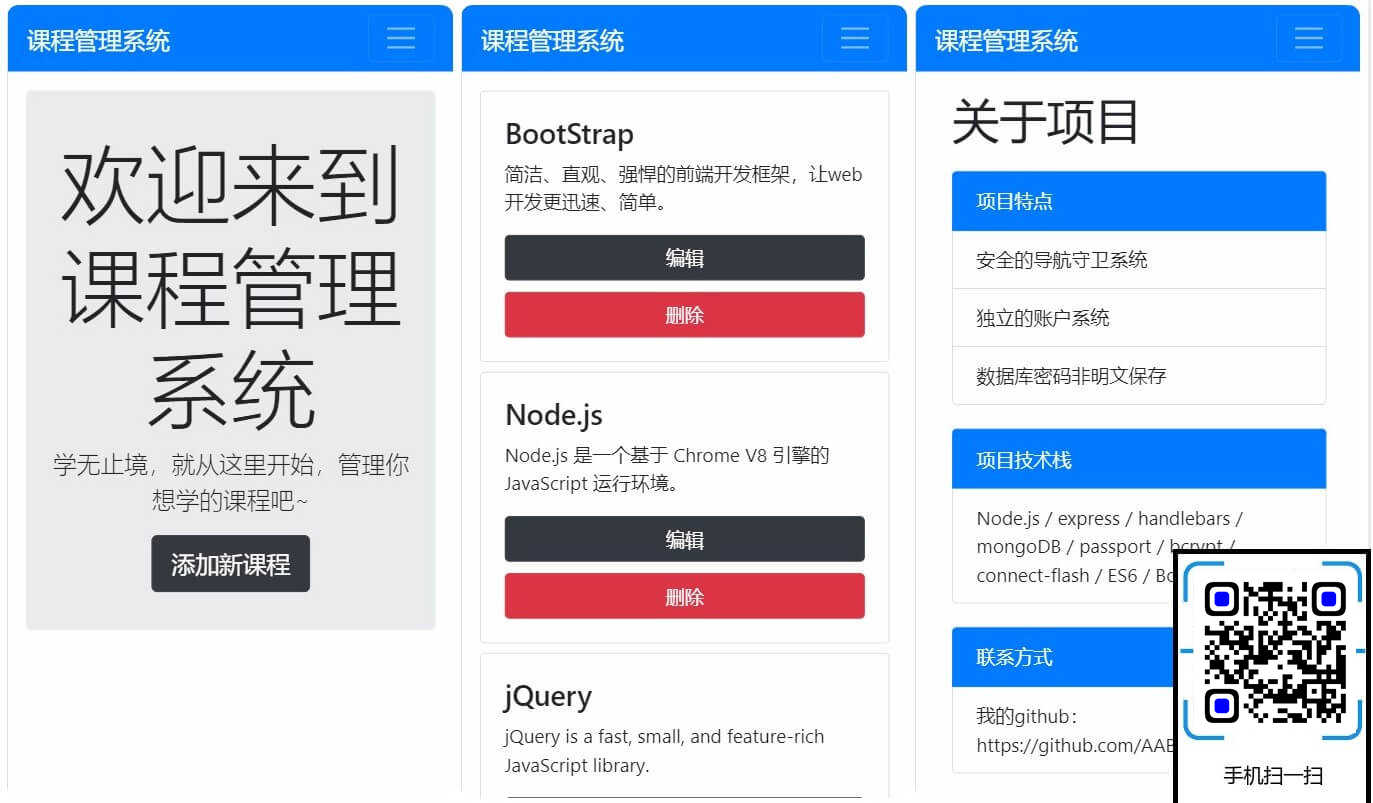 课程管理系统
欢迎来到
课程管理
系统
学无止境，就从这里开始，管理你
想学的课程吧~
添加新课程
课程管理系统
BootStrap
简洁、直观、强悍的前端开发框架，让web
开发更迅速、简单。
编辑
删除
Node.js
Node.js 是一个基于 Chrome V8 引擎的
JavaScript 运行环境。
编辑
删除
jQuery
jQuery is a fast, small, and feature-rich
JavaScript library.
课程管理系统
关于项目
项目特点
安全的导航守卫系统
独立的账户系统
数据库密码非明文保存
项目技术栈
Node.js / express / handlebars /
mongoDB / passport / bcrypt /
connect-flash / ES6 /
联系方式
我的github：
https://github.com/AAB
手机扫一扫